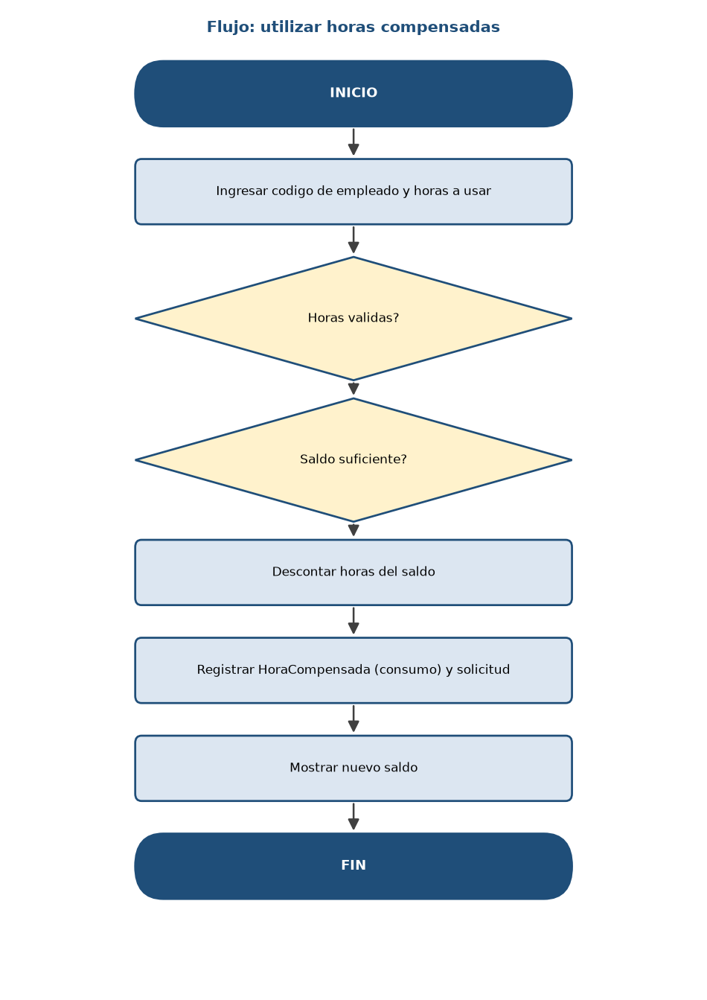 Flujo: utilizar horas compensadas
INICIO
Ingresar codigo de empleado y horas a usar
Horas validas?
Saldo suficiente?
Descontar horas del saldo
Registrar HoraCompensada (consumo) y solicitud
Mostrar nuevo saldo
FIN